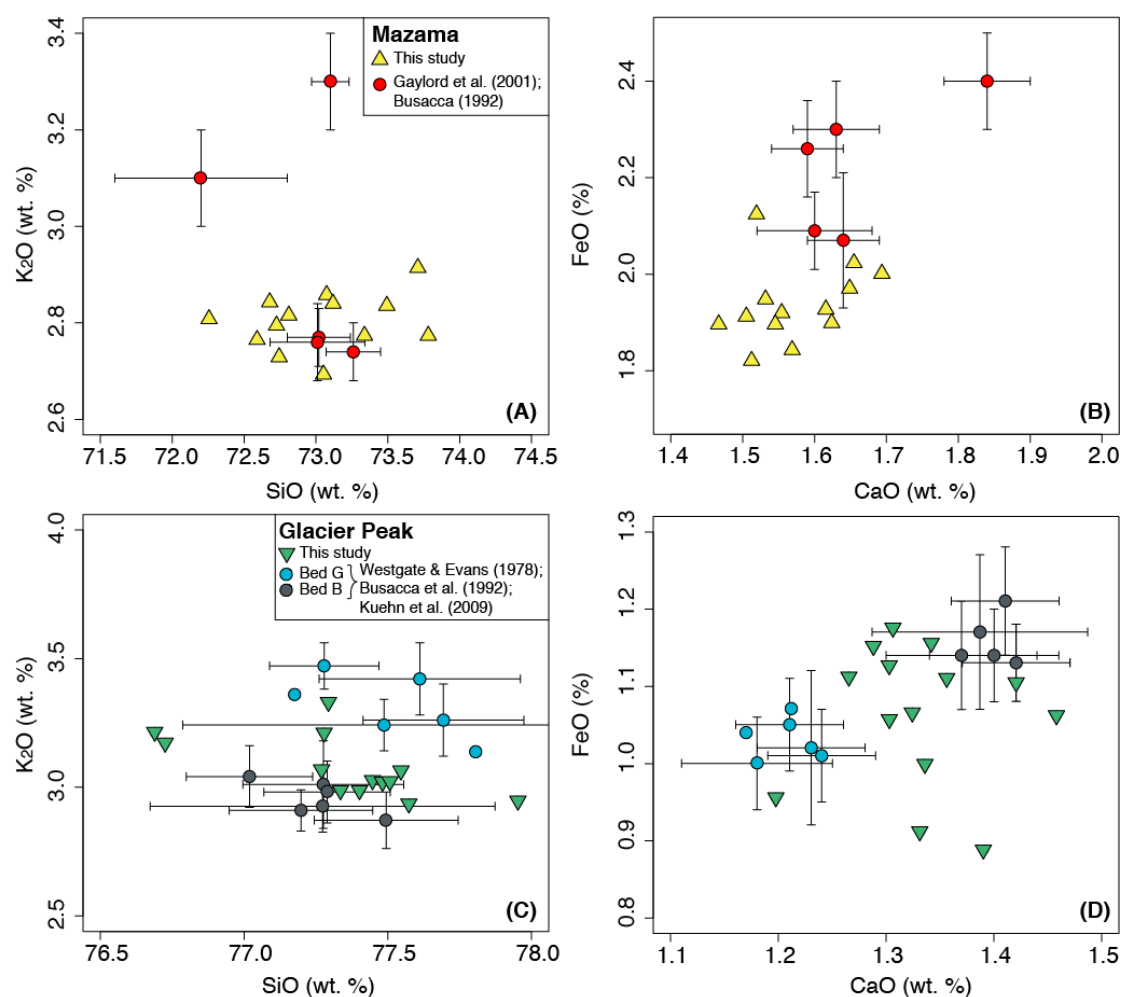 Mazama
This study
Gaylord et al. (2001);
Busacca (1992)
3.4
3.2
3.0
2.8
2.6
K2O (wt. %)
71.5 72.0 72.5 73.0 73.5 74.0 74.5
SiO (wt. %)
(A)
2.4
2.2
2.0
1.8
FeO (%)
1.4 1.5 1.6 1.7 1.8 1.9 2.0
CaO (wt. %)
(B)
Glacier Peak
This study
Bed G
Bed B
Westgate & Evans (1978);
Busacca et al. (1992);
Kuehn et al. (2009)
4.0
3.5
3.0
2.5
K2O (wt. %)
76.5 77.0 77.5 78.0
SiO (wt. %)
(C)
1.3
1.2
1.1
1.0
0.9
0.8
FeO (%)
1.1 1.2 1.3 1.4 1.5
CaO (wt. %)
(D)